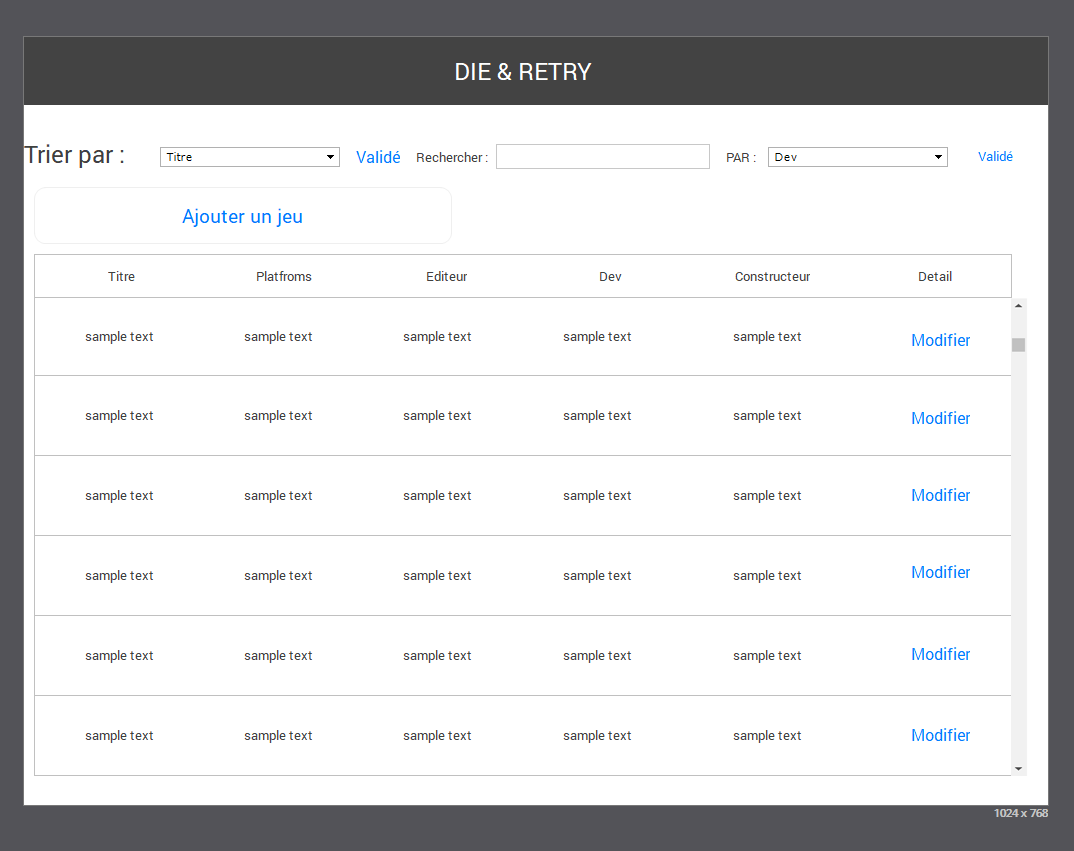 DIE & RETRY
Trier par : Titre Validé Rechercher : PAR : Dev Validé
Ajouter un jeu
Titre Platfroms Editeur Dev Constructeur Detail
sample text sample text sample text sample text sample text Modifier
sample text sample text sample text sample text sample text Modifier
sample text sample text sample text sample text sample text Modifier
sample text sample text sample text sample text sample text Modifier
sample text sample text sample text sample text sample text Modifier
sample text sample text sample text sample text sample text Modifier
1024 x 768